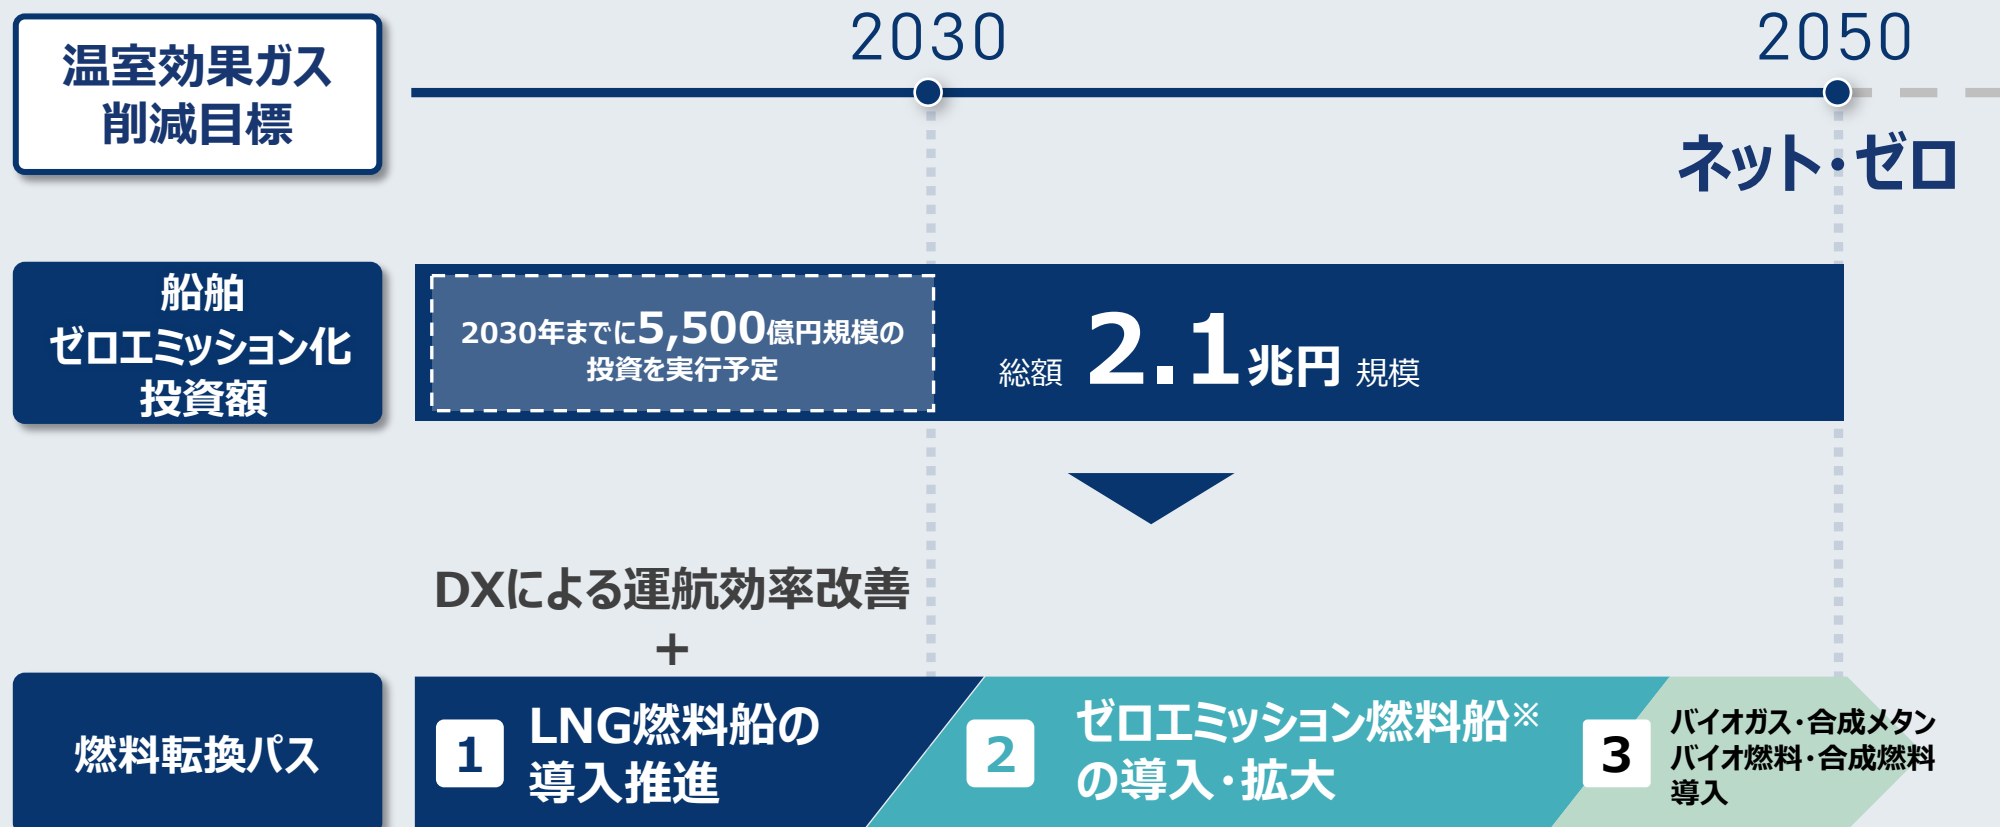 温室効果ガス
削減目標
2030
2050
ネット・ゼロ
船舶
ゼロエミッション化
投資額
2030年までに5,500億円規模の
投資を実行予定
総額 2.1兆円 規模
DXによる運航効率改善
+
燃料転換パス
1
LNG燃料船の
導入推進
2
ゼロエミッション燃料船※
の導入・拡大
3
バイオガス・合成メタン
バイオ燃料・合成燃料
導入